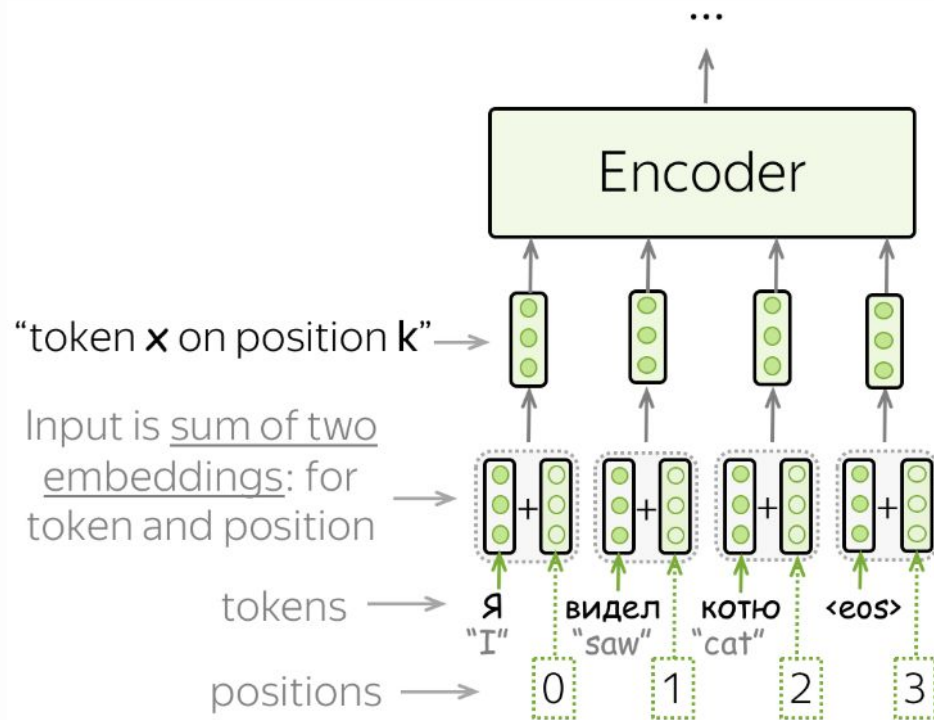 ...
Encoder
“token x on position k”
Input is sum of two
embeddings: for
token and position
+ + + +
tokens Я видел котю <eos>
“I” “saw” “cat”
positions 0 1 2 3